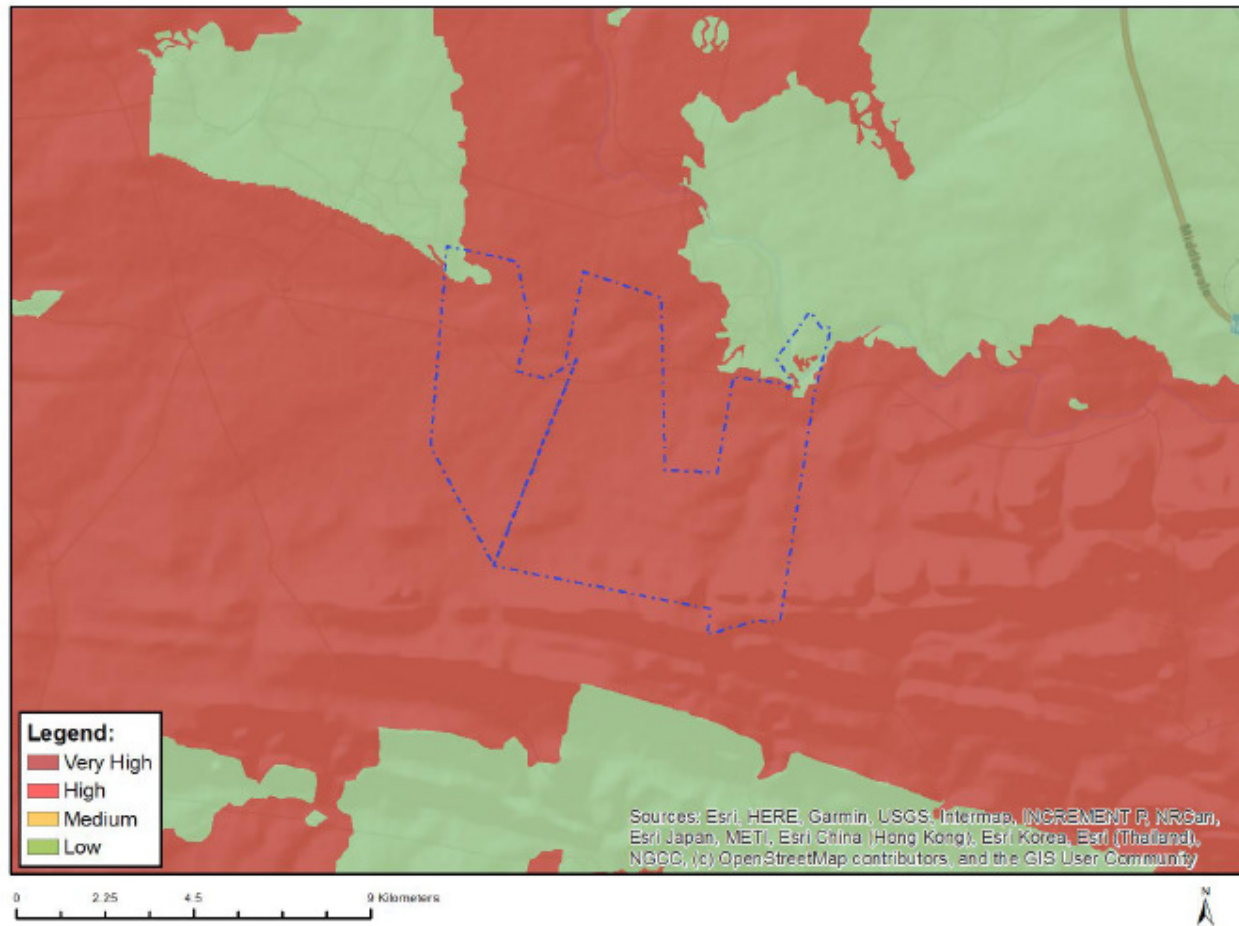 Middlevale
Legend:
Very High
High
Medium
Low
Sources: Esri, HERE, Garmin, USGS, Intermap, INCREMENT P, NRCan,
Esri Japan, METI, Esri China (Hong Kong), Esri Korea, Esri (Thailand),
NGCC, (c) OpenStreetMap contributors, and the GIS User Community
0 2.25 4.5 9 Kilometers
N